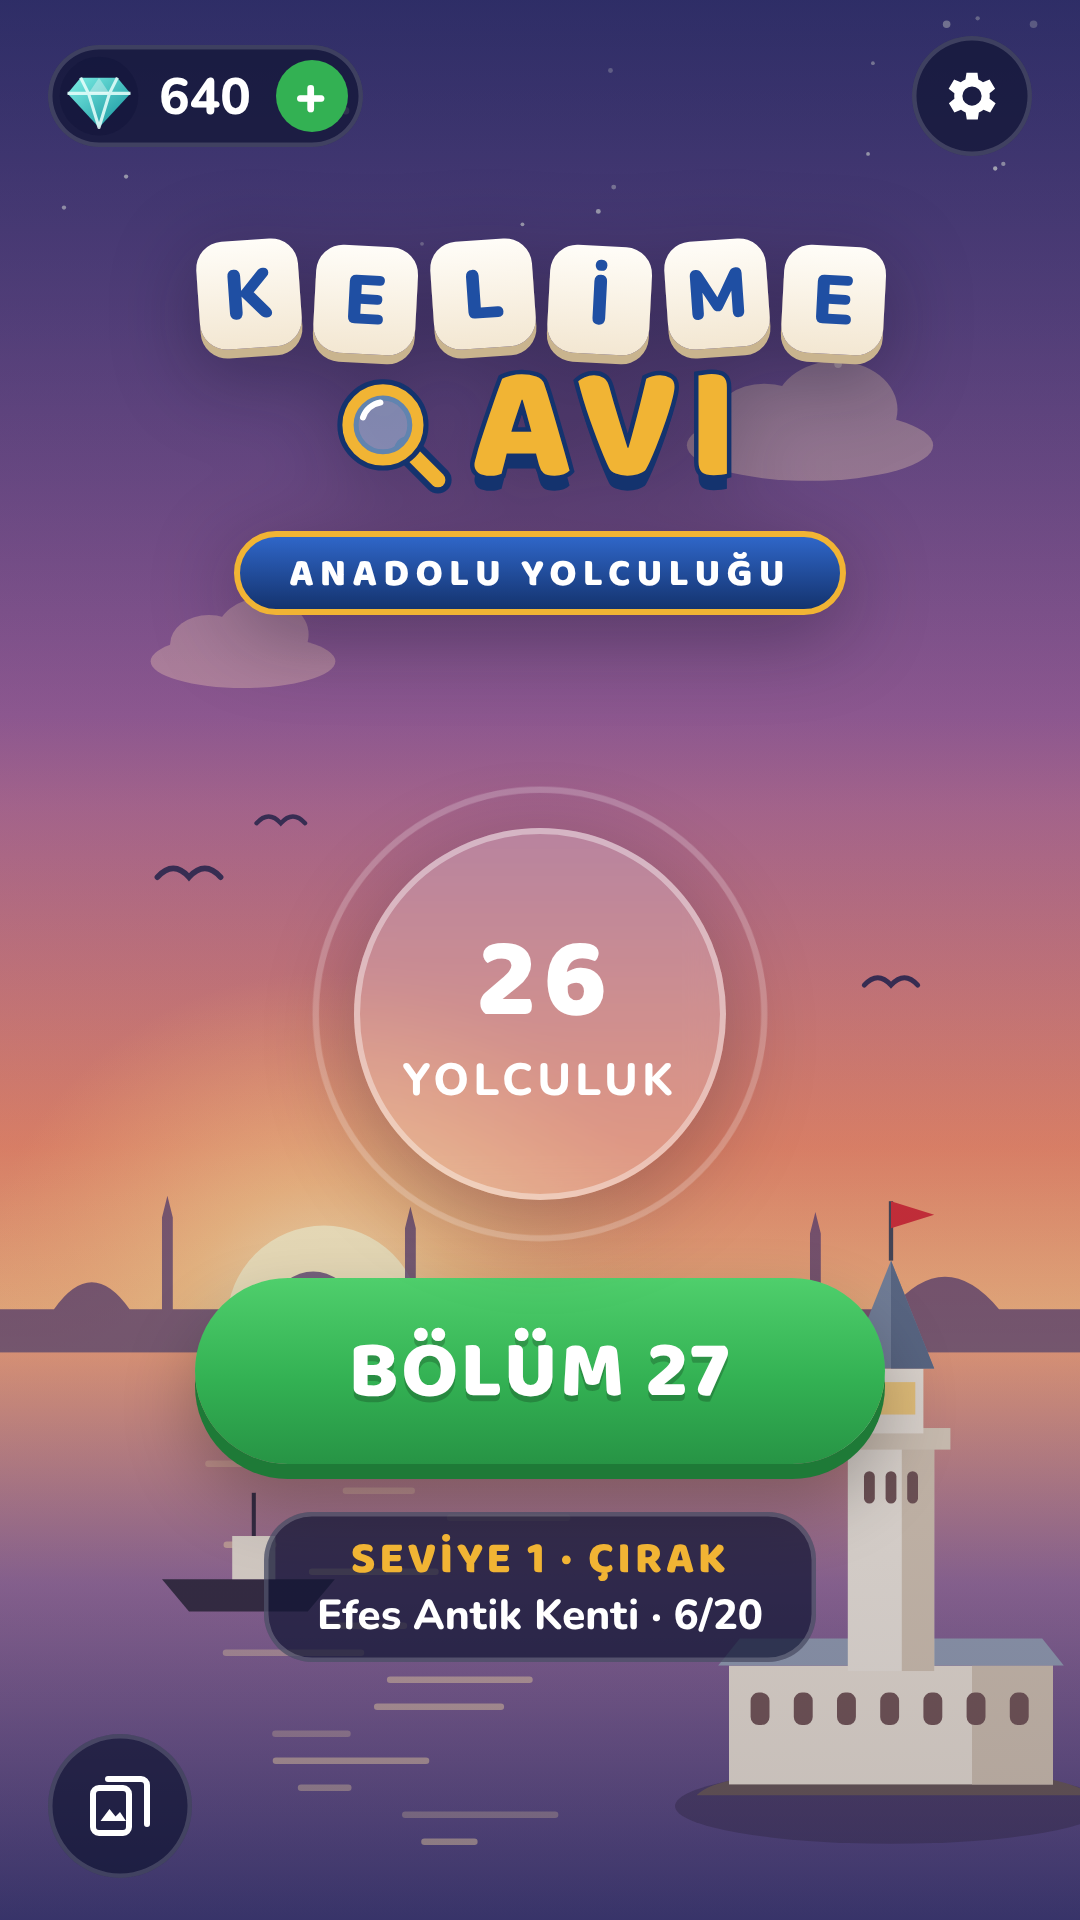 640 +
KELİME
AVI
ANADOLU YOLCULUĞU
26
YOLCULUK
BÖLÜM 27
SEVİYE 1 · ÇIRAK
Efes Antik Kenti · 6/20